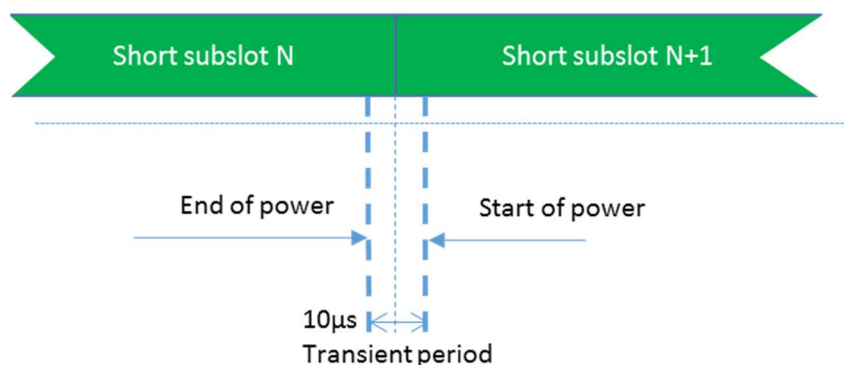 Short subslot N
Short subslot N+1
End of power
Start of power
10µs
Transient period